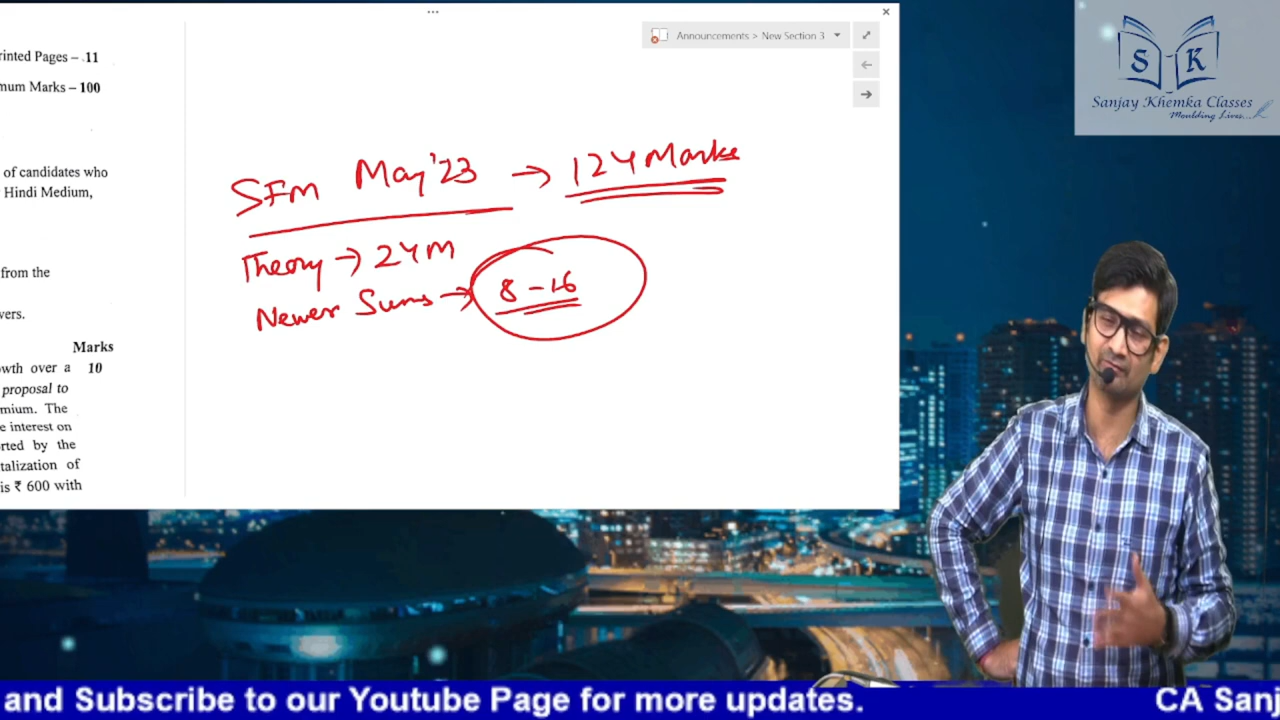 rinted Pages – 11
mum Marks – 100
of candidates who
Hindi Medium,
from the
vers.
Marks
owth over a 10
proposal to
mium. The
e interest on
rted by the
talization of
is ₹ 600 with
Announcements > New Section 3
SFM May'23 → 124 Marks
Theory → 24M
Newer Sums → 8 - 16
S K
Sanjay Khemka Classes
Moulding Lives...
and Subscribe to our Youtube Page for more updates. CA Sanj